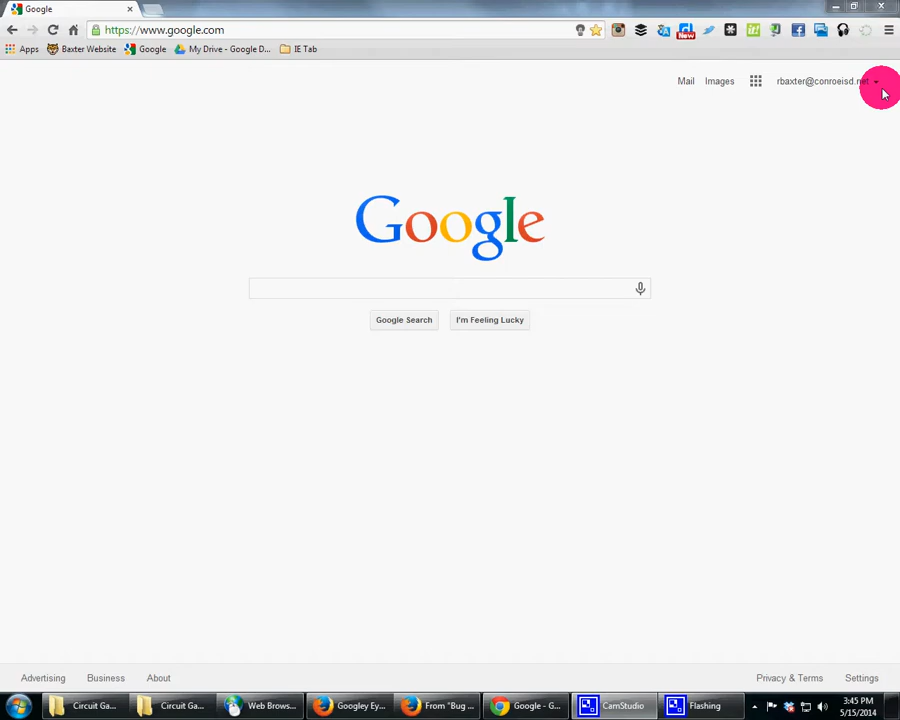 Google
https://www.google.com
New
Apps Baxter Website Google My Drive - Google D... IE Tab
Mail Images rbaxter@conroeisd.net
Google
Google Search I'm Feeling Lucky
Advertising Business About Privacy & Terms Settings
Circuit Ga... Circuit Ga... Web Brows... Googley Ey... From "Bug ... Google - G... CamStudio Flashing 3:45 PM
5/15/2014